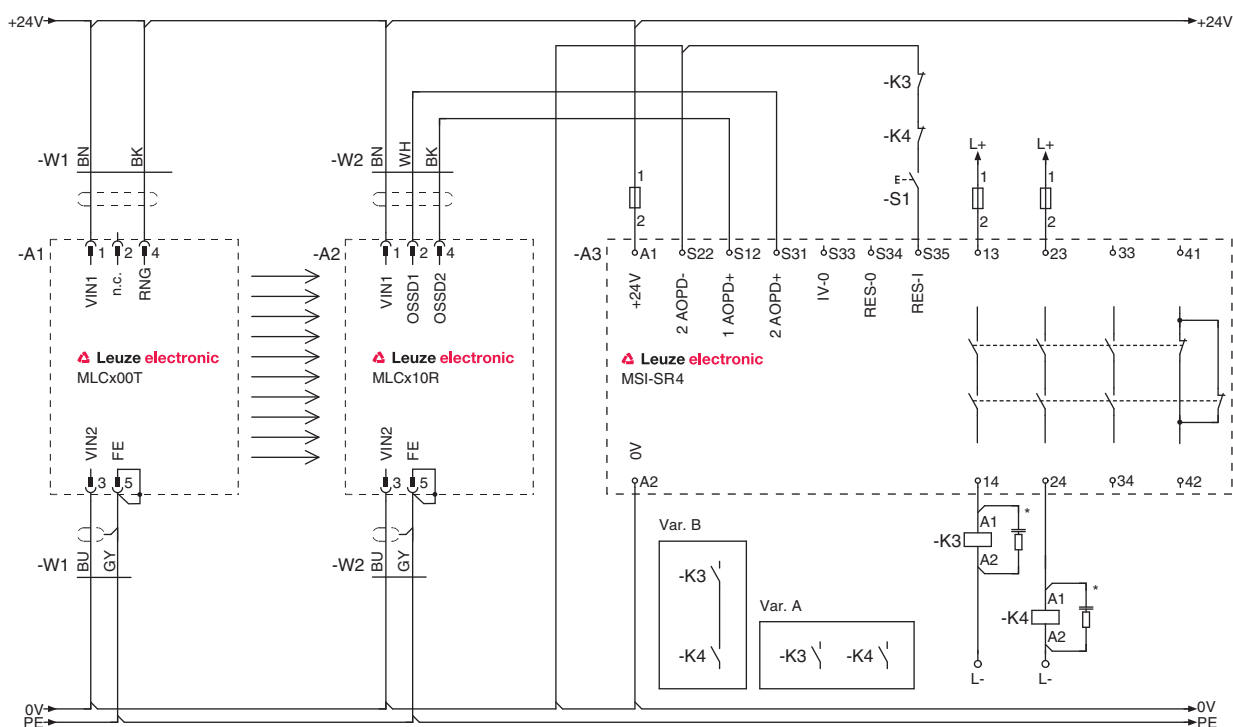 +24V
+24V
-K3
-K4
L+
L+
-W1
BN
BK
-W2
BN
WH
BK
1
2
E
-S1
1
2
1
2
-A1
1
2
4
-A2
1
2
4
-A3
A1
S22
S12
S31
S33
S34
S35
13
23
33
41
VIN1
n.c.
RNG
VIN1
OSSD1
OSSD2
+24V
2 AOPD-
1 AOPD+
2 AOPD+
IV-0
RES-0
RES-I
Leuze electronic
MLCx00T
Leuze electronic
MLCx10R
Leuze electronic
MSI-SR4
VIN2
FE
VIN2
FE
0V
3
5
3
5
A2
14
24
34
42
-W1
BU
GY
-W2
BU
GY
Var. B
-K3
-K4
Var. A
-K3
-K4
-K3
A1
A2
*
-K4
A1
A2
*
L-
L-
0V
PE
0V
PE